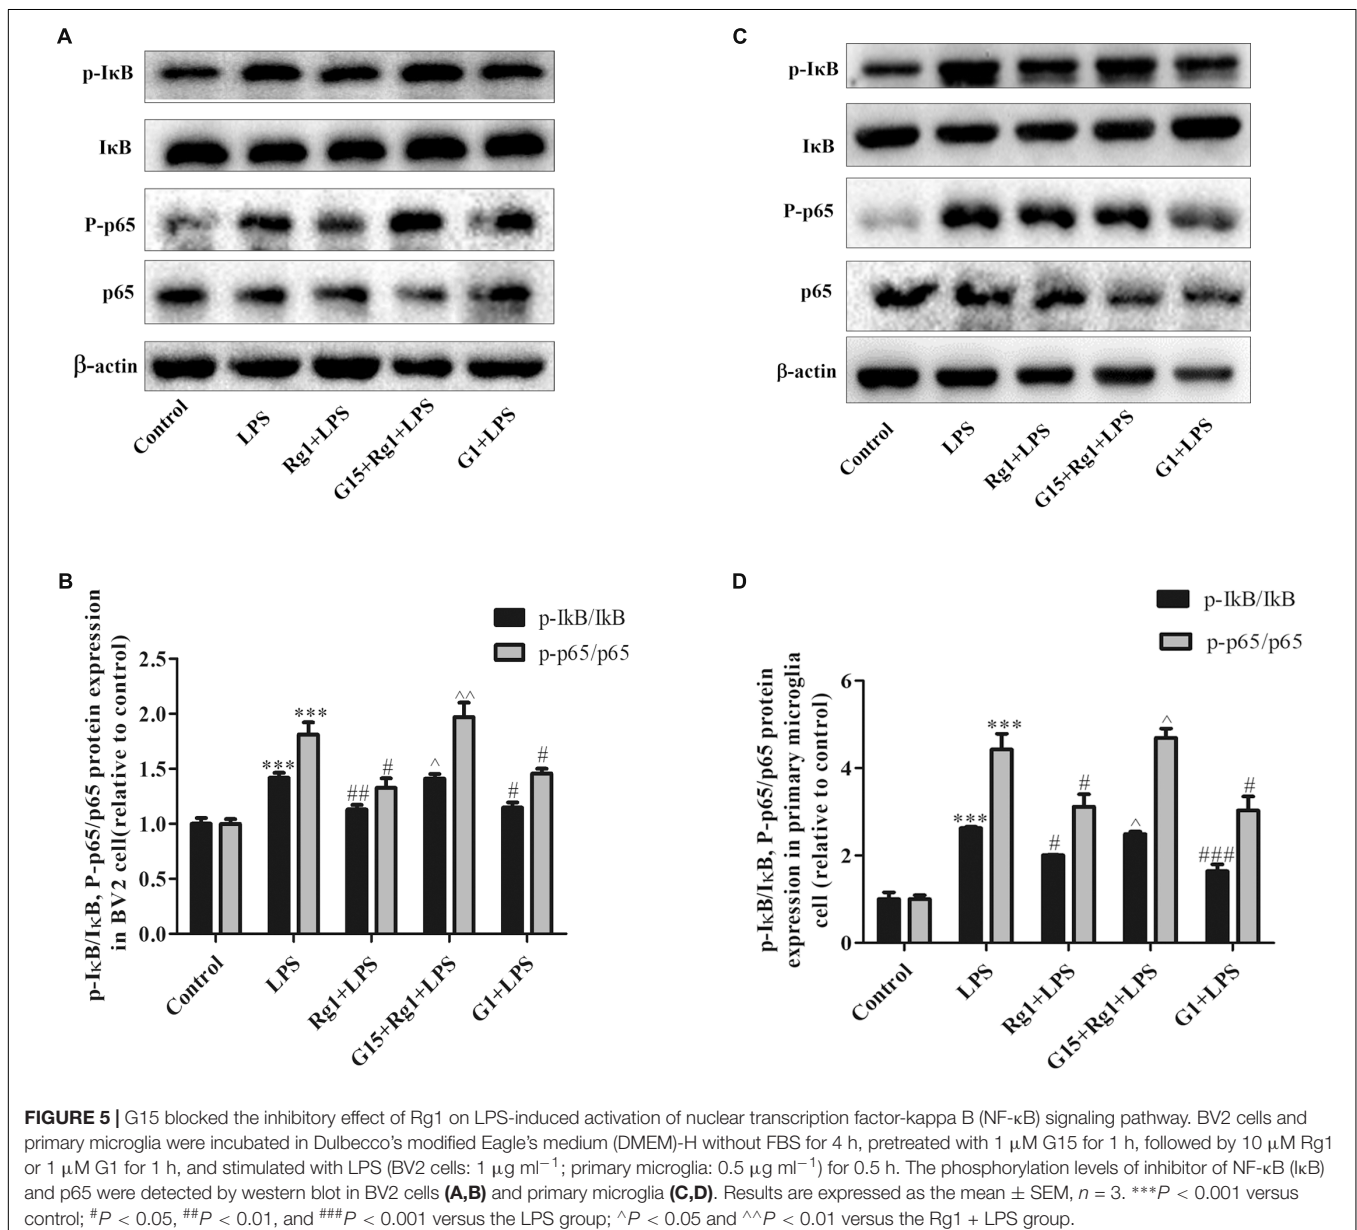 A
p-IκB
IκB
P-p65
p65
β-actin
Control
LPS
Rg1+LPS
G15+Rg1+LPS
G1+LPS
C
p-IκB
IκB
P-p65
p65
β-actin
Control
LPS
Rg1+LPS
G15+Rg1+LPS
G1+LPS
B
p-IκB/IκB, P-p65/p65 protein expression
in BV2 cell(relative to control)
p-IkB/IkB
p-p65/p65
2.5
2.0
1.5
1.0
0.5
0.0
***
***
##
#
^
^^
#
#
Control
LPS
Rg1+LPS
G15+Rg1+LPS
G1+LPS
D
p-IκB/IκB, P-p65/p65 protein
expression in primary microglia
cell (relative to control)
p-IkB/IkB
p-p65/p65
6
4
2
0
***
***
#
#
^
^
###
#
Control
LPS
Rg1+LPS
G15+Rg1+LPS
G1+LPS
FIGURE 5 | G15 blocked the inhibitory effect of Rg1 on LPS-induced activation of nuclear transcription factor-kappa B (NF-κB) signaling pathway. BV2 cells and
primary microglia were incubated in Dulbecco's modified Eagle's medium (DMEM)-H without FBS for 4 h, pretreated with 1 μM G15 for 1 h, followed by 10 μM Rg1
or 1 μM G1 for 1 h, and stimulated with LPS (BV2 cells: 1 μg ml⁻¹; primary microglia: 0.5 μg ml⁻¹) for 0.5 h. The phosphorylation levels of inhibitor of NF-κB (IκB)
and p65 were detected by western blot in BV2 cells (A,B) and primary microglia (C,D). Results are expressed as the mean ± SEM, n = 3. ***P < 0.001 versus
control; #P < 0.05, ##P < 0.01, and ###P < 0.001 versus the LPS group; ^P < 0.05 and ^^P < 0.01 versus the Rg1 + LPS group.